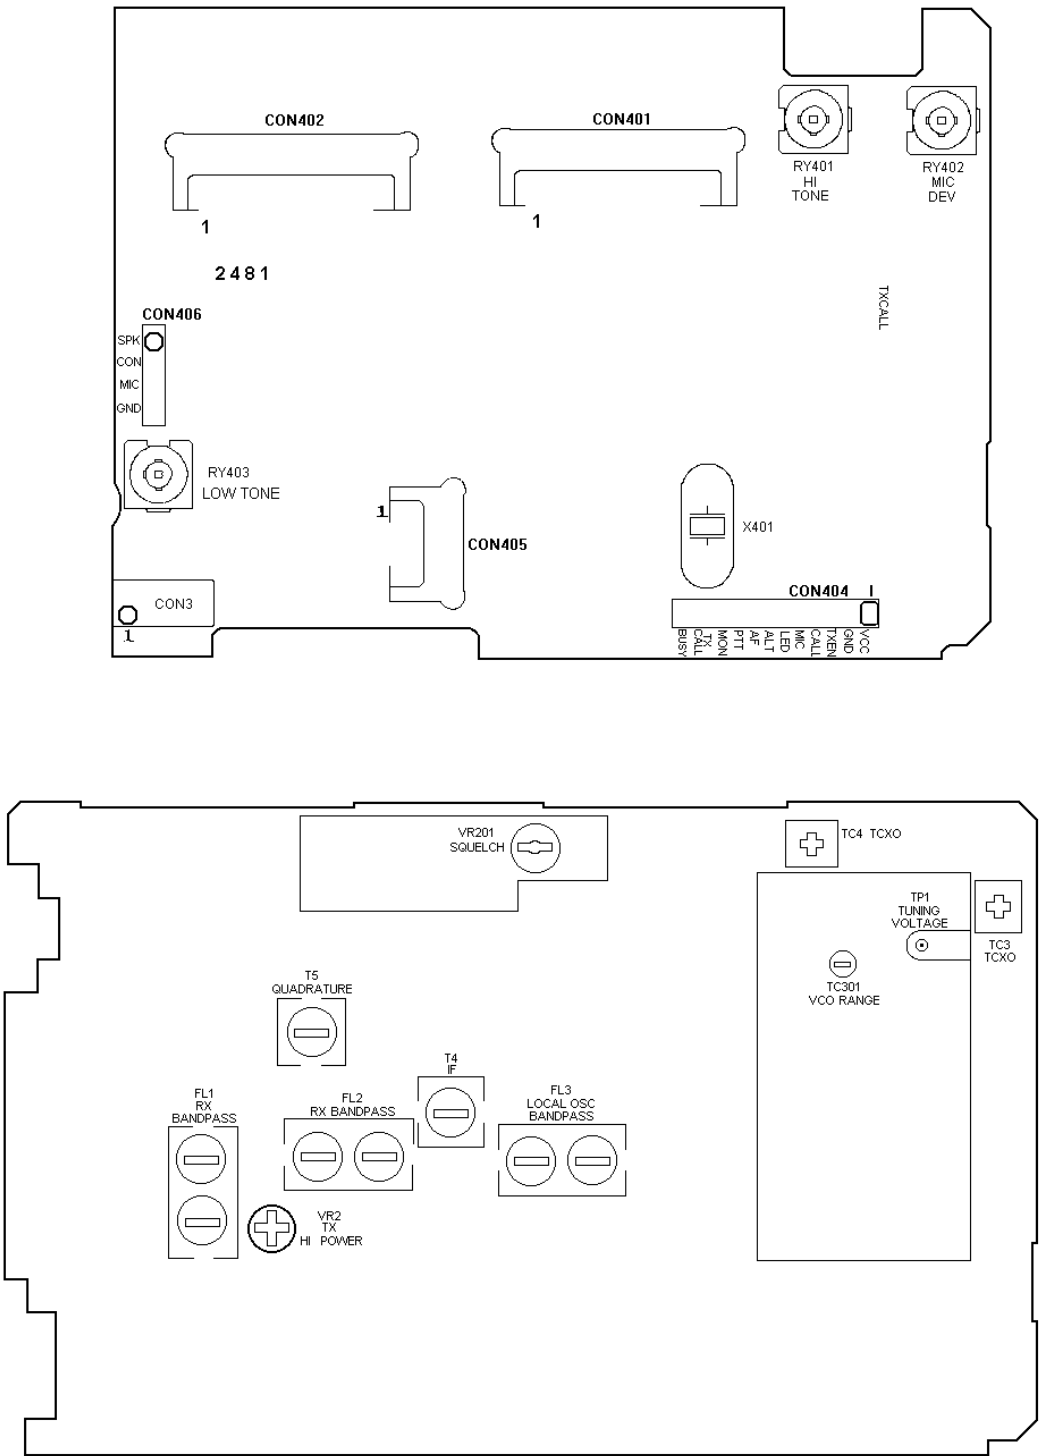 CON402
CON401
RY401
HI
TONE
RY402
MIC
DEV
1
1
2481
TXCALL
CON406
SPK
CON
MIC
GND
RY403
LOW TONE
1
CON405
X401
CON3
1
CON404 1
BUSY
TX
CALL
MON
PTT
AF
ALT
LED
MIC
CALL
TXEN
GND
VCC
VR201
SQUELCH
TC4 TCXO
TP1
TUNING
VOLTAGE
TC3
TCXO
TC301
VCO RANGE
T5
QUADRATURE
T4
IF
FL1
RX
BANDPASS
FL2
RX BANDPASS
FL3
LOCAL OSC
BANDPASS
VR2
TX
HI POWER